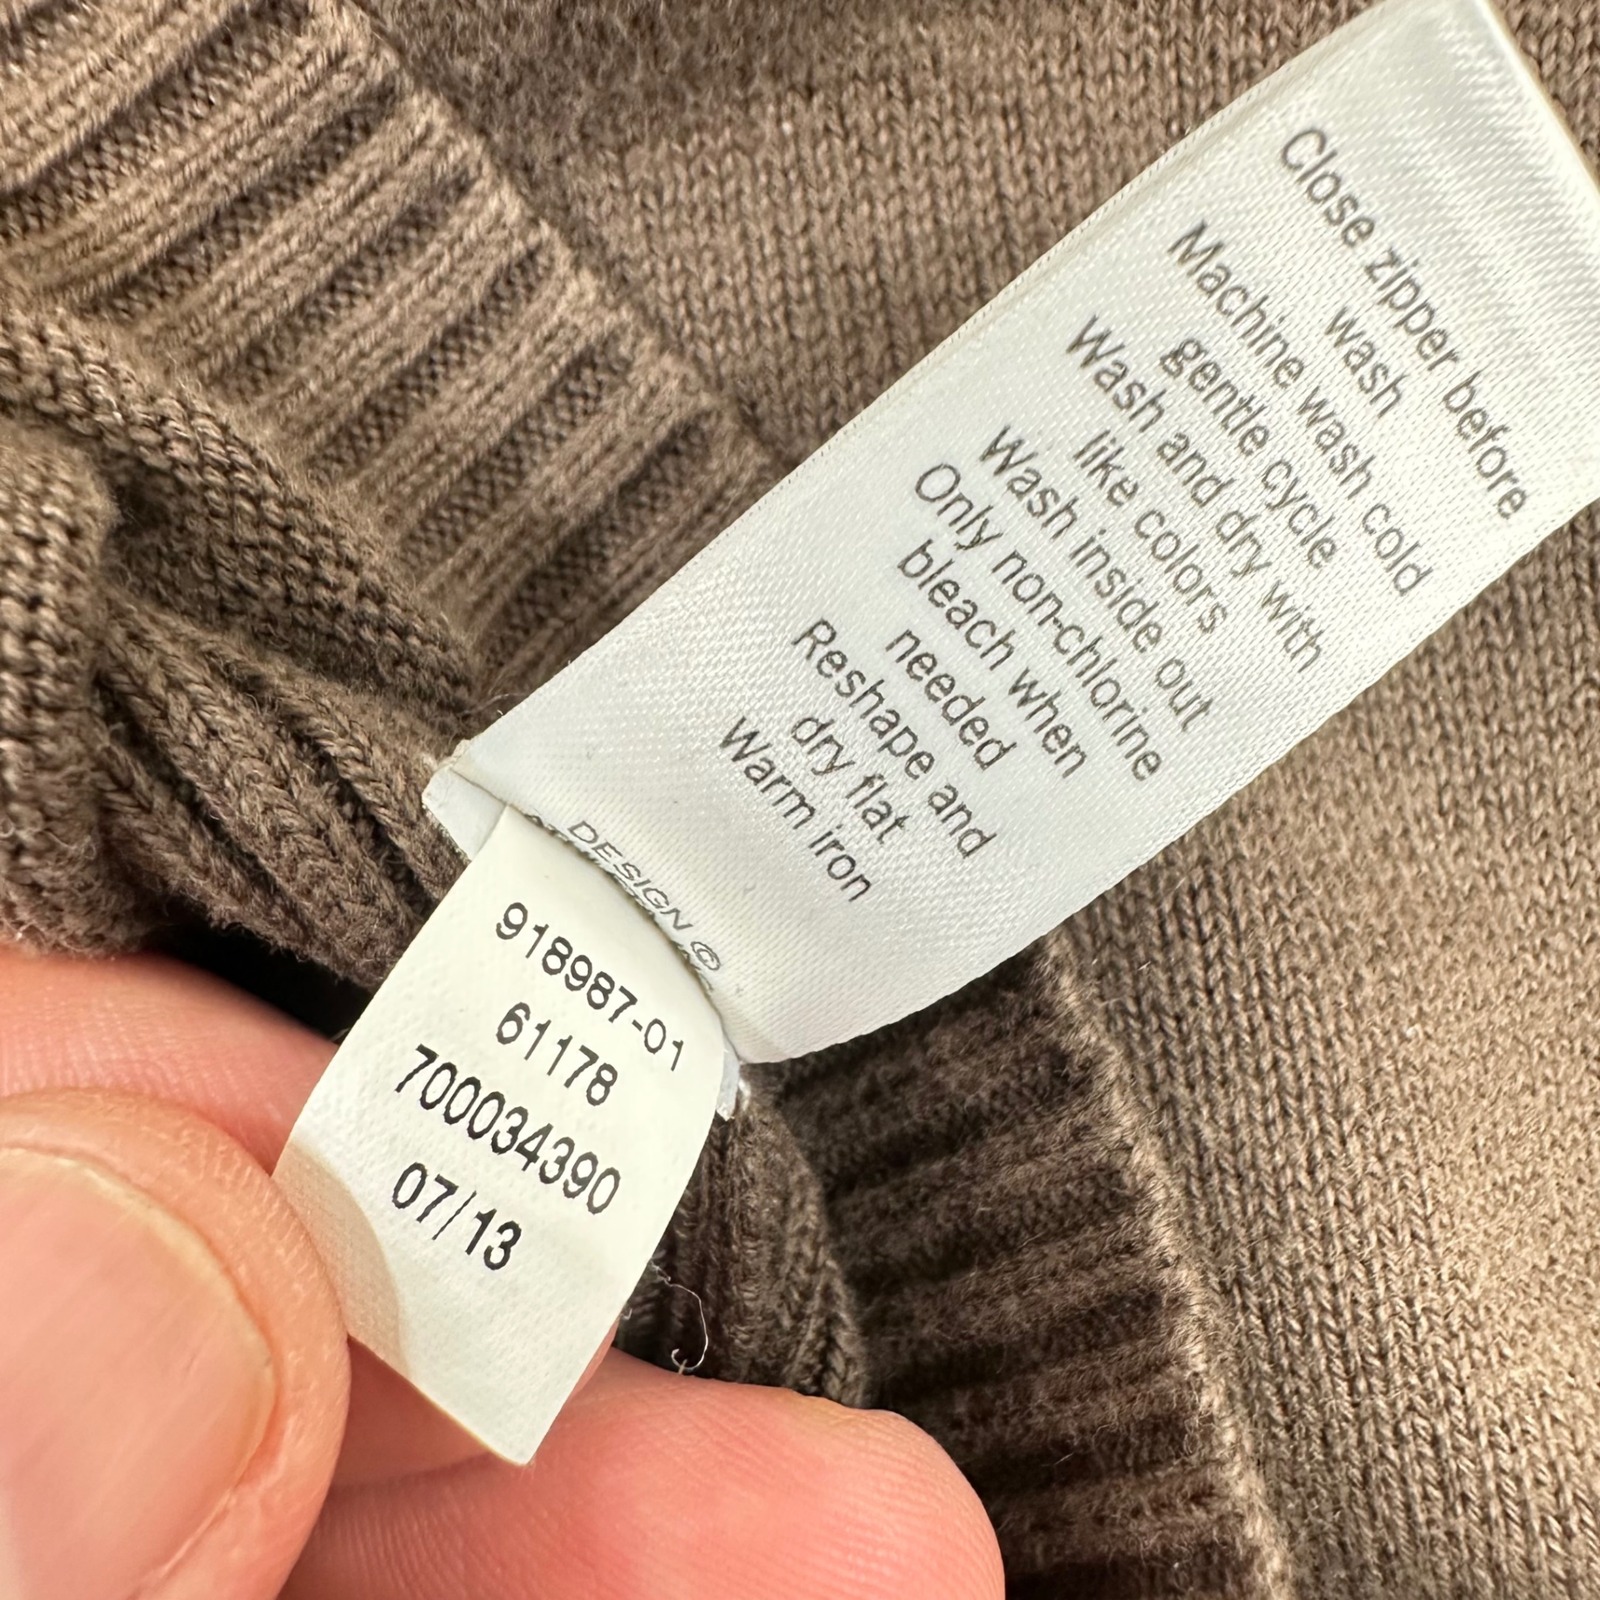 Close zipper before
wash
Machine wash cold
gentle cycle
Wash and dry with
like colors
Wash inside out
Only non-chlorine
bleach when
needed
Reshape and
dry flat
Warm iron
DESIGN
918987-01
61178
700034390
07/13